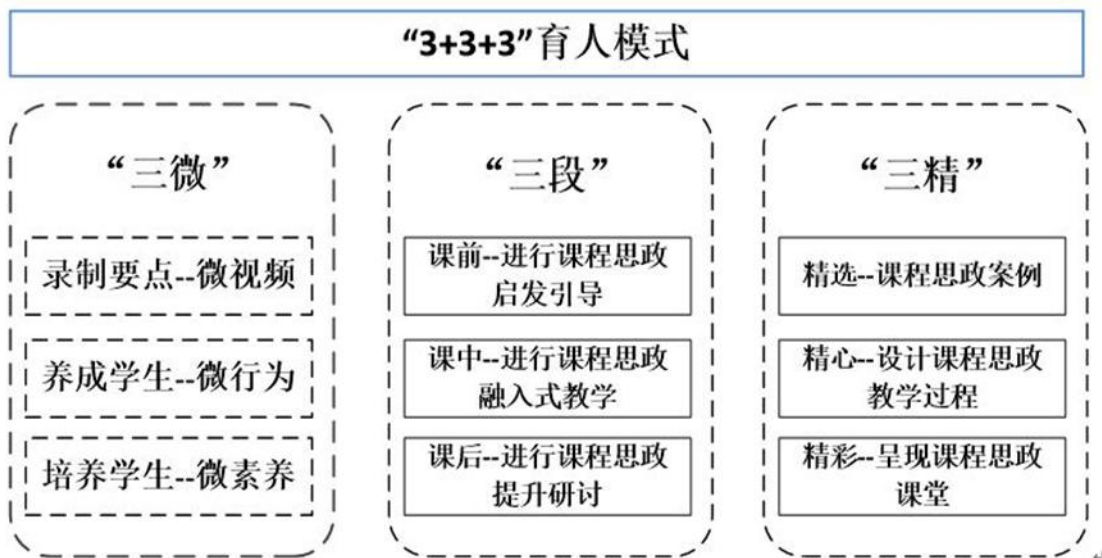 “3+3+3”育人模式
“三微”
录制要点--微视频
养成学生--微行为
培养学生--微素养
“三段”
课前--进行课程思政
启发引导
课中--进行课程思政
融入式教学
课后--进行课程思政
提升研讨
“三精”
精选--课程思政案例
精心--设计课程思政
教学过程
精彩--呈现课程思政
课堂